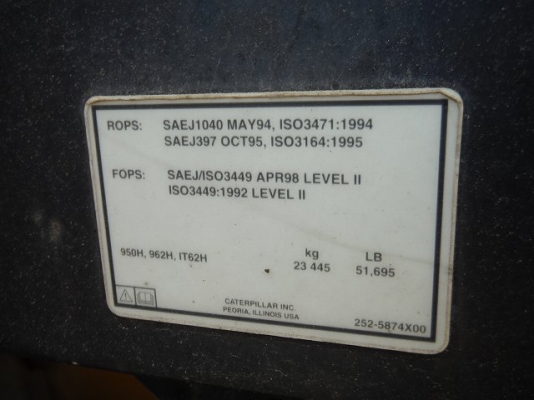 ROPS: SAEJ1040 MAY94, ISO3471:1994
SAEJ397 OCT95, ISO3164:1995
FOPS: SAEJ/ISO3449 APR98 LEVEL II
ISO3449:1992 LEVEL II
kg LB
950H, 962H, IT62H 23 445 51,695
CATERPILLAR INC.
PEORIA, ILLINOIS USA
252-5874X00